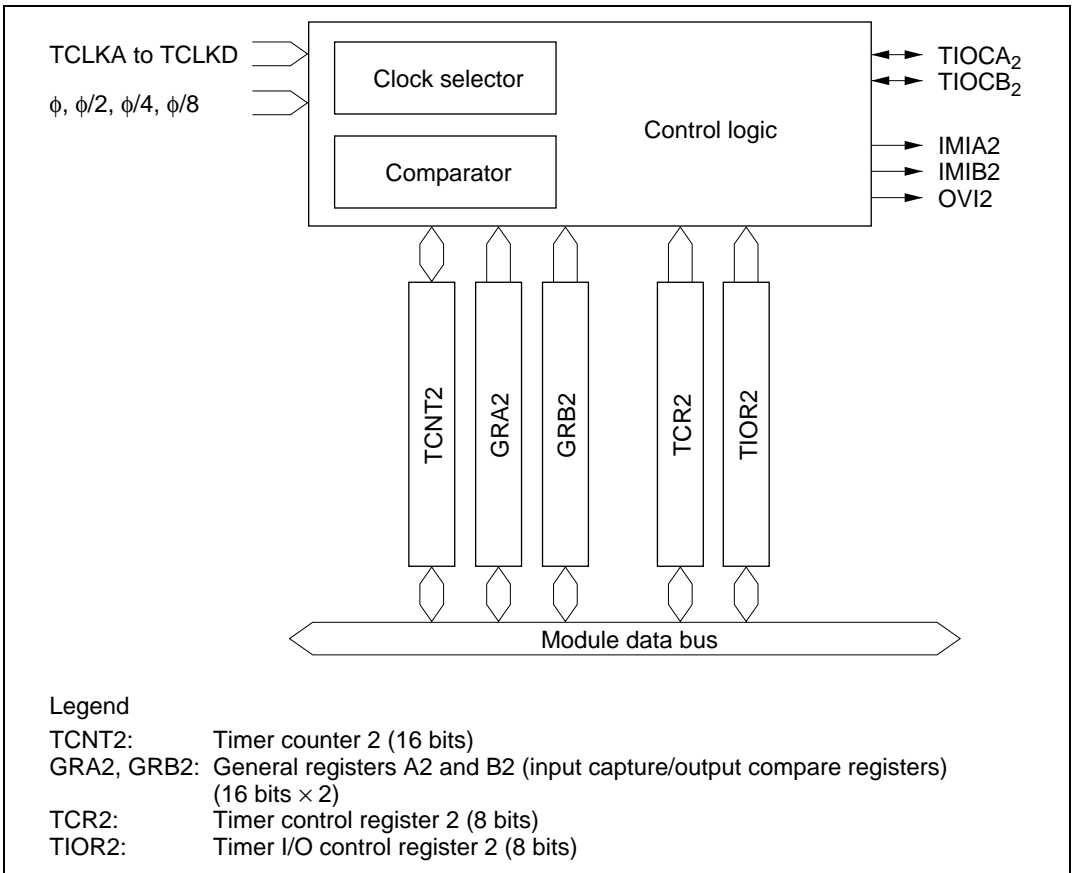 TCLKA to TCLKD
ϕ, ϕ/2, ϕ/4, ϕ/8
Clock selector
Comparator
Control logic
TIOCA₂
TIOCB₂
IMIA2
IMIB2
OVI2
TCNT2
GRA2
GRB2
TCR2
TIOR2
Module data bus
Legend
TCNT2: Timer counter 2 (16 bits)
GRA2, GRB2: General registers A2 and B2 (input capture/output compare registers)
(16 bits × 2)
TCR2: Timer control register 2 (8 bits)
TIOR2: Timer I/O control register 2 (8 bits)